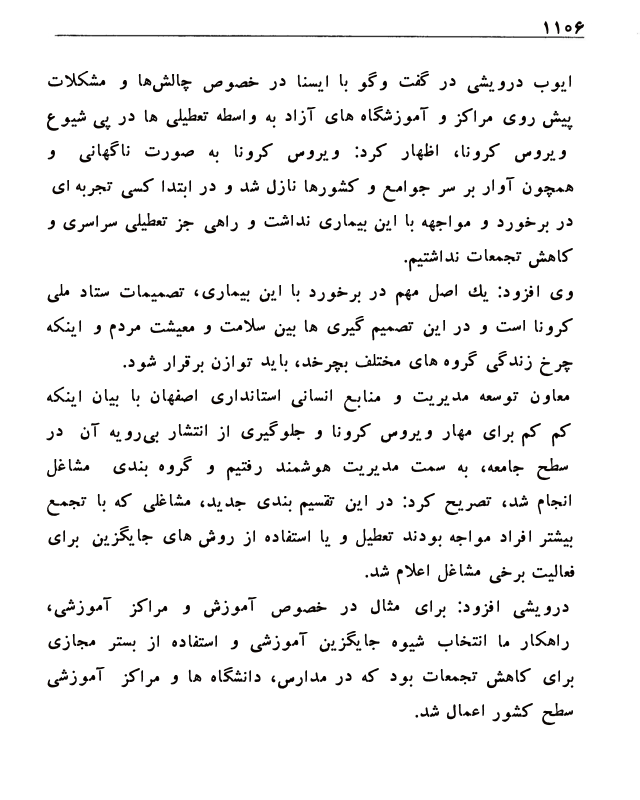 ۱۱۰۶
ایوب درویشی در گفت وگو با ایسنا در خصوص چالش‌ها و مشکلات
پیش روی مراکز و آموزشگاه های آزاد به واسطه تعطیلی ها در پی شیوع
ویروس کرونا، اظهار کرد: ویروس کرونا به صورت ناگهانی و
همچون آوار بر سر جوامع و کشورها نازل شد و در ابتدا کسی تجربه ای
در برخورد و مواجهه با این بیماری نداشت و راهی جز تعطیلی سراسری و
کاهش تجمعات نداشتیم.
وی افزود: یك اصل مهم در برخورد با این بیماری، تصمیمات ستاد ملی
کرونا است و در این تصمیم گیری ها بین سلامت و معیشت مردم و اینکه
چرخ زندگی گروه های مختلف بچرخد، باید توازن برقرار شود.
معاون توسعه مدیریت و منابع انسانی استانداری اصفهان با بیان اینکه
کم کم برای مهار ویروس کرونا و جلوگیری از انتشار بی‌رویه آن در
سطح جامعه، به سمت مدیریت هوشمند رفتیم و گروه بندی مشاغل
انجام شد، تصریح کرد: در این تقسیم بندی جدید، مشاغلی که با تجمع
بیشتر افراد مواجه بودند تعطیل و یا استفاده از روش های جایگزین برای
فعالیت برخی مشاغل اعلام شد.
درویشی افزود: برای مثال در خصوص آموزش و مراکز آموزشی،
راهکار ما انتخاب شیوه جایگزین آموزشی و استفاده از بستر مجازی
برای کاهش تجمعات بود که در مدارس، دانشگاه ها و مراکز آموزشی
سطح کشور اعمال شد.